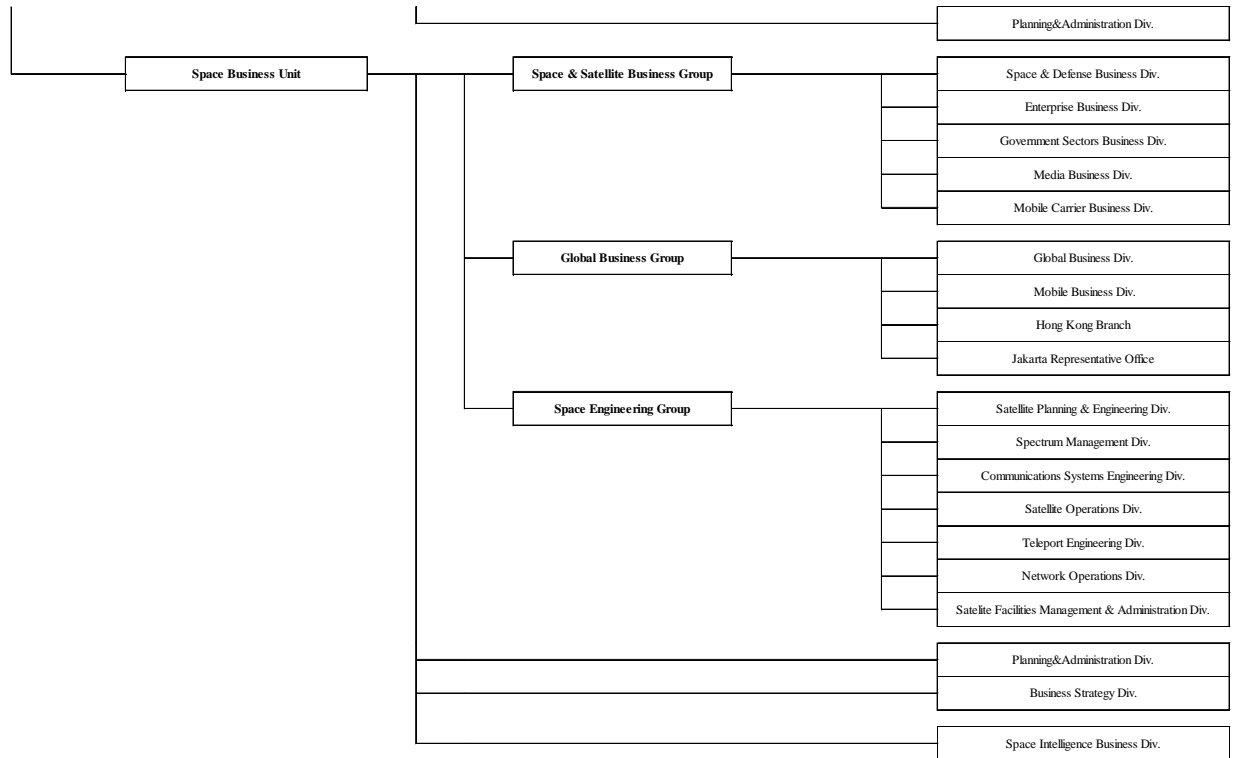 Planning&Administration Div.
Space Business Unit
Space & Satellite Business Group
Space & Defense Business Div.
Enterprise Business Div.
Government Sectors Business Div.
Media Business Div.
Mobile Carrier Business Div.
Global Business Group
Global Business Div.
Mobile Business Div.
Hong Kong Branch
Jakarta Representative Office
Space Engineering Group
Satellite Planning & Engineering Div.
Spectrum Management Div.
Communications Systems Engineering Div.
Satellite Operations Div.
Teleport Engineering Div.
Network Operations Div.
Satelite Facilities Management & Administration Div.
Planning&Administration Div.
Business Strategy Div.
Space Intelligence Business Div.